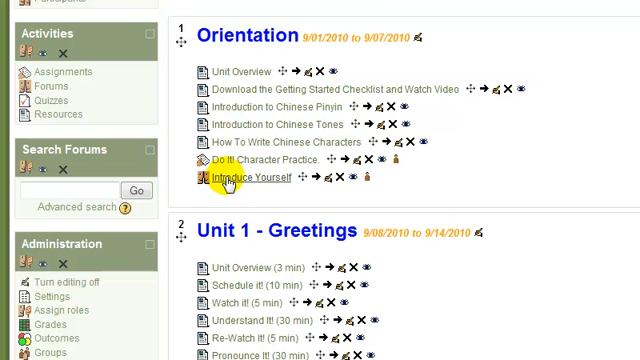 Participants
Activities
Assignments
Forums
Quizzes
Resources
Search Forums
Go
Advanced search ?
Administration
Turn editing off
Settings
Assign roles
Grades
Outcomes
Groups
1
Orientation 9/01/2010 to 9/07/2010
Unit Overview
Download the Getting Started Checklist and Watch Video
Introduction to Chinese Pinyin
Introduction to Chinese Tones
How To Write Chinese Characters
Do It! Character Practice.
Introduce Yourself
2
Unit 1 - Greetings 9/08/2010 to 9/14/2010
Unit Overview (3 min)
Schedule it! (10 min)
Watch it! (5 min)
Understand It! (30 min)
Re-Watch It! (5 min)
Pronounce It! (30 min)